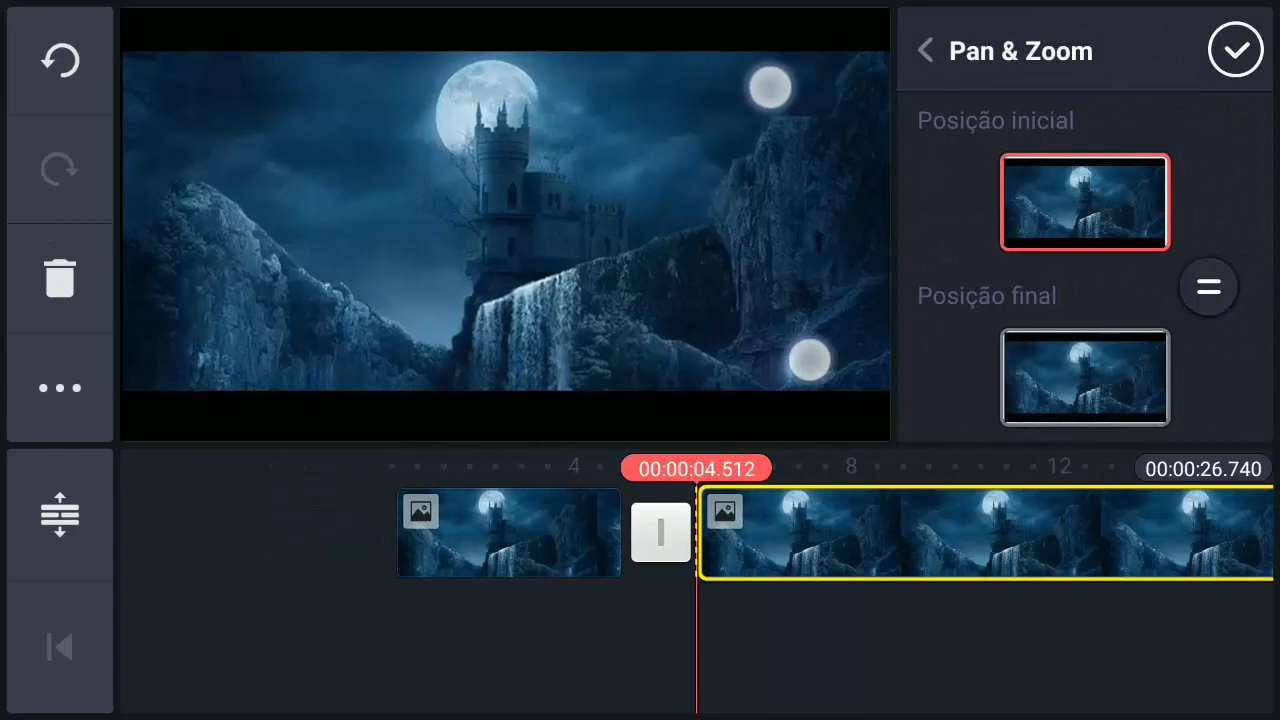 Pan & Zoom
Posição inicial
Posição final
4
00:00:04.512
8
12
00:00:26.740